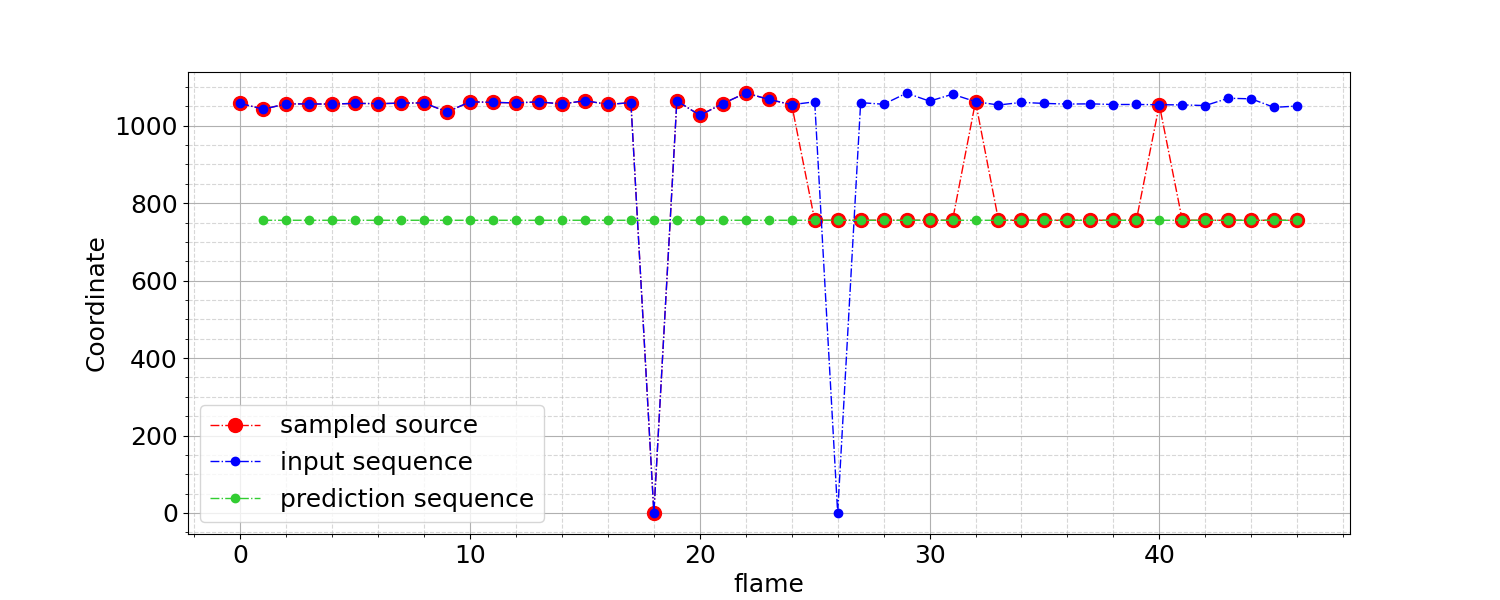 1000
800
600
400
200
0
Coordinate
sampled source
input sequence
prediction sequence
0 10 20 30 40
flame